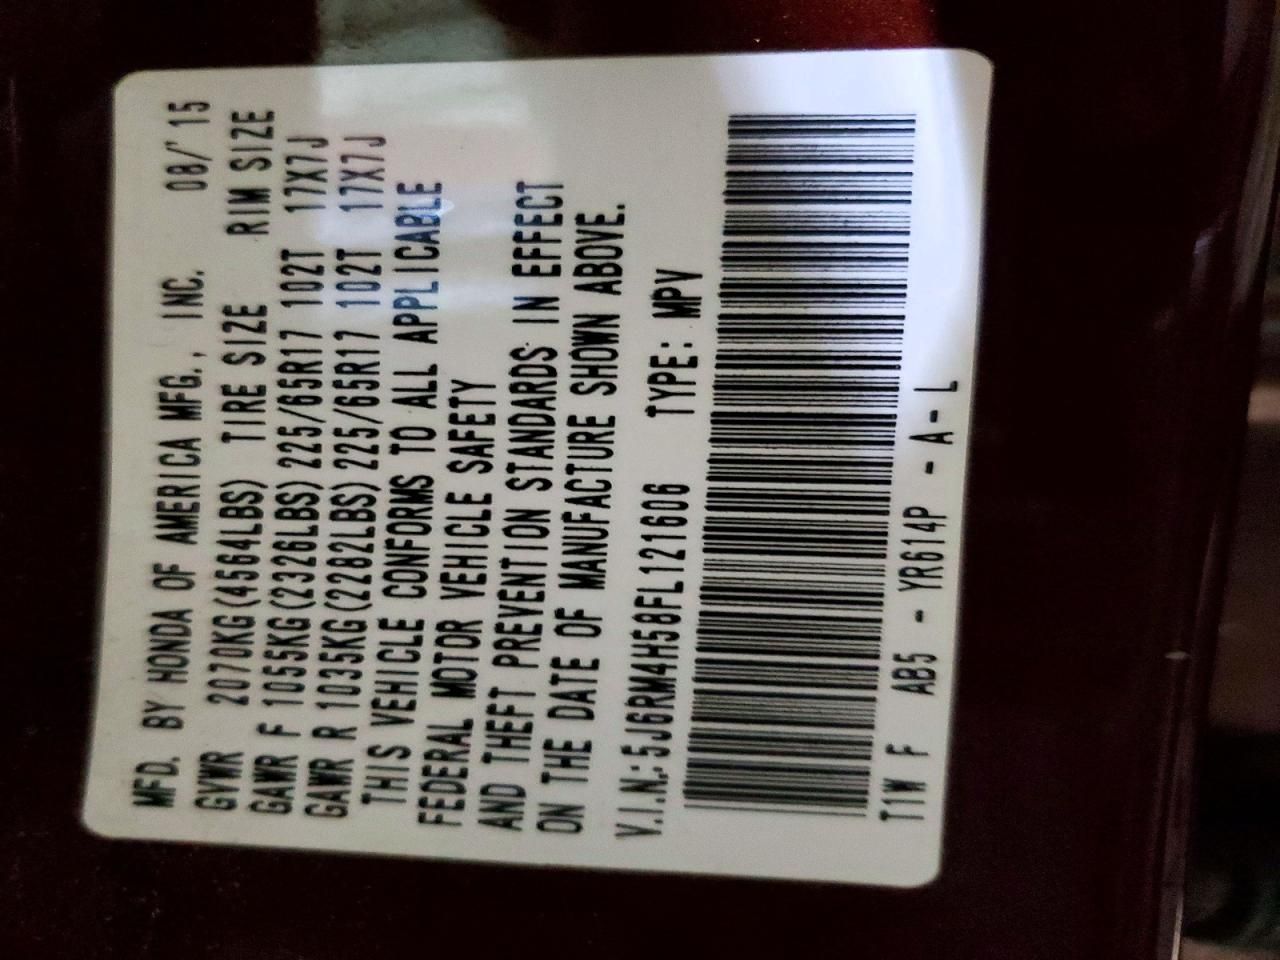 MFD. BY HONDA OF AMERICA MFG., INC. 08/'15
GVWR 2070KG(4564LBS) TIRE SIZE RIM SIZE
GAWR F 1055KG(2326LBS) 225/65R17 102T 17X7J
GAWR R 1035KG(2282LBS) 225/65R17 102T 17X7J
THIS VEHICLE CONFORMS TO ALL APPLICABLE
FEDERAL MOTOR VEHICLE SAFETY
AND THEFT PREVENTION STANDARDS IN EFFECT
ON THE DATE OF MANUFACTURE SHOWN ABOVE.
V.I.N.:5J6RM4H58FL121606 TYPE: MPV
T1W F AB5 - YR614P - A- L